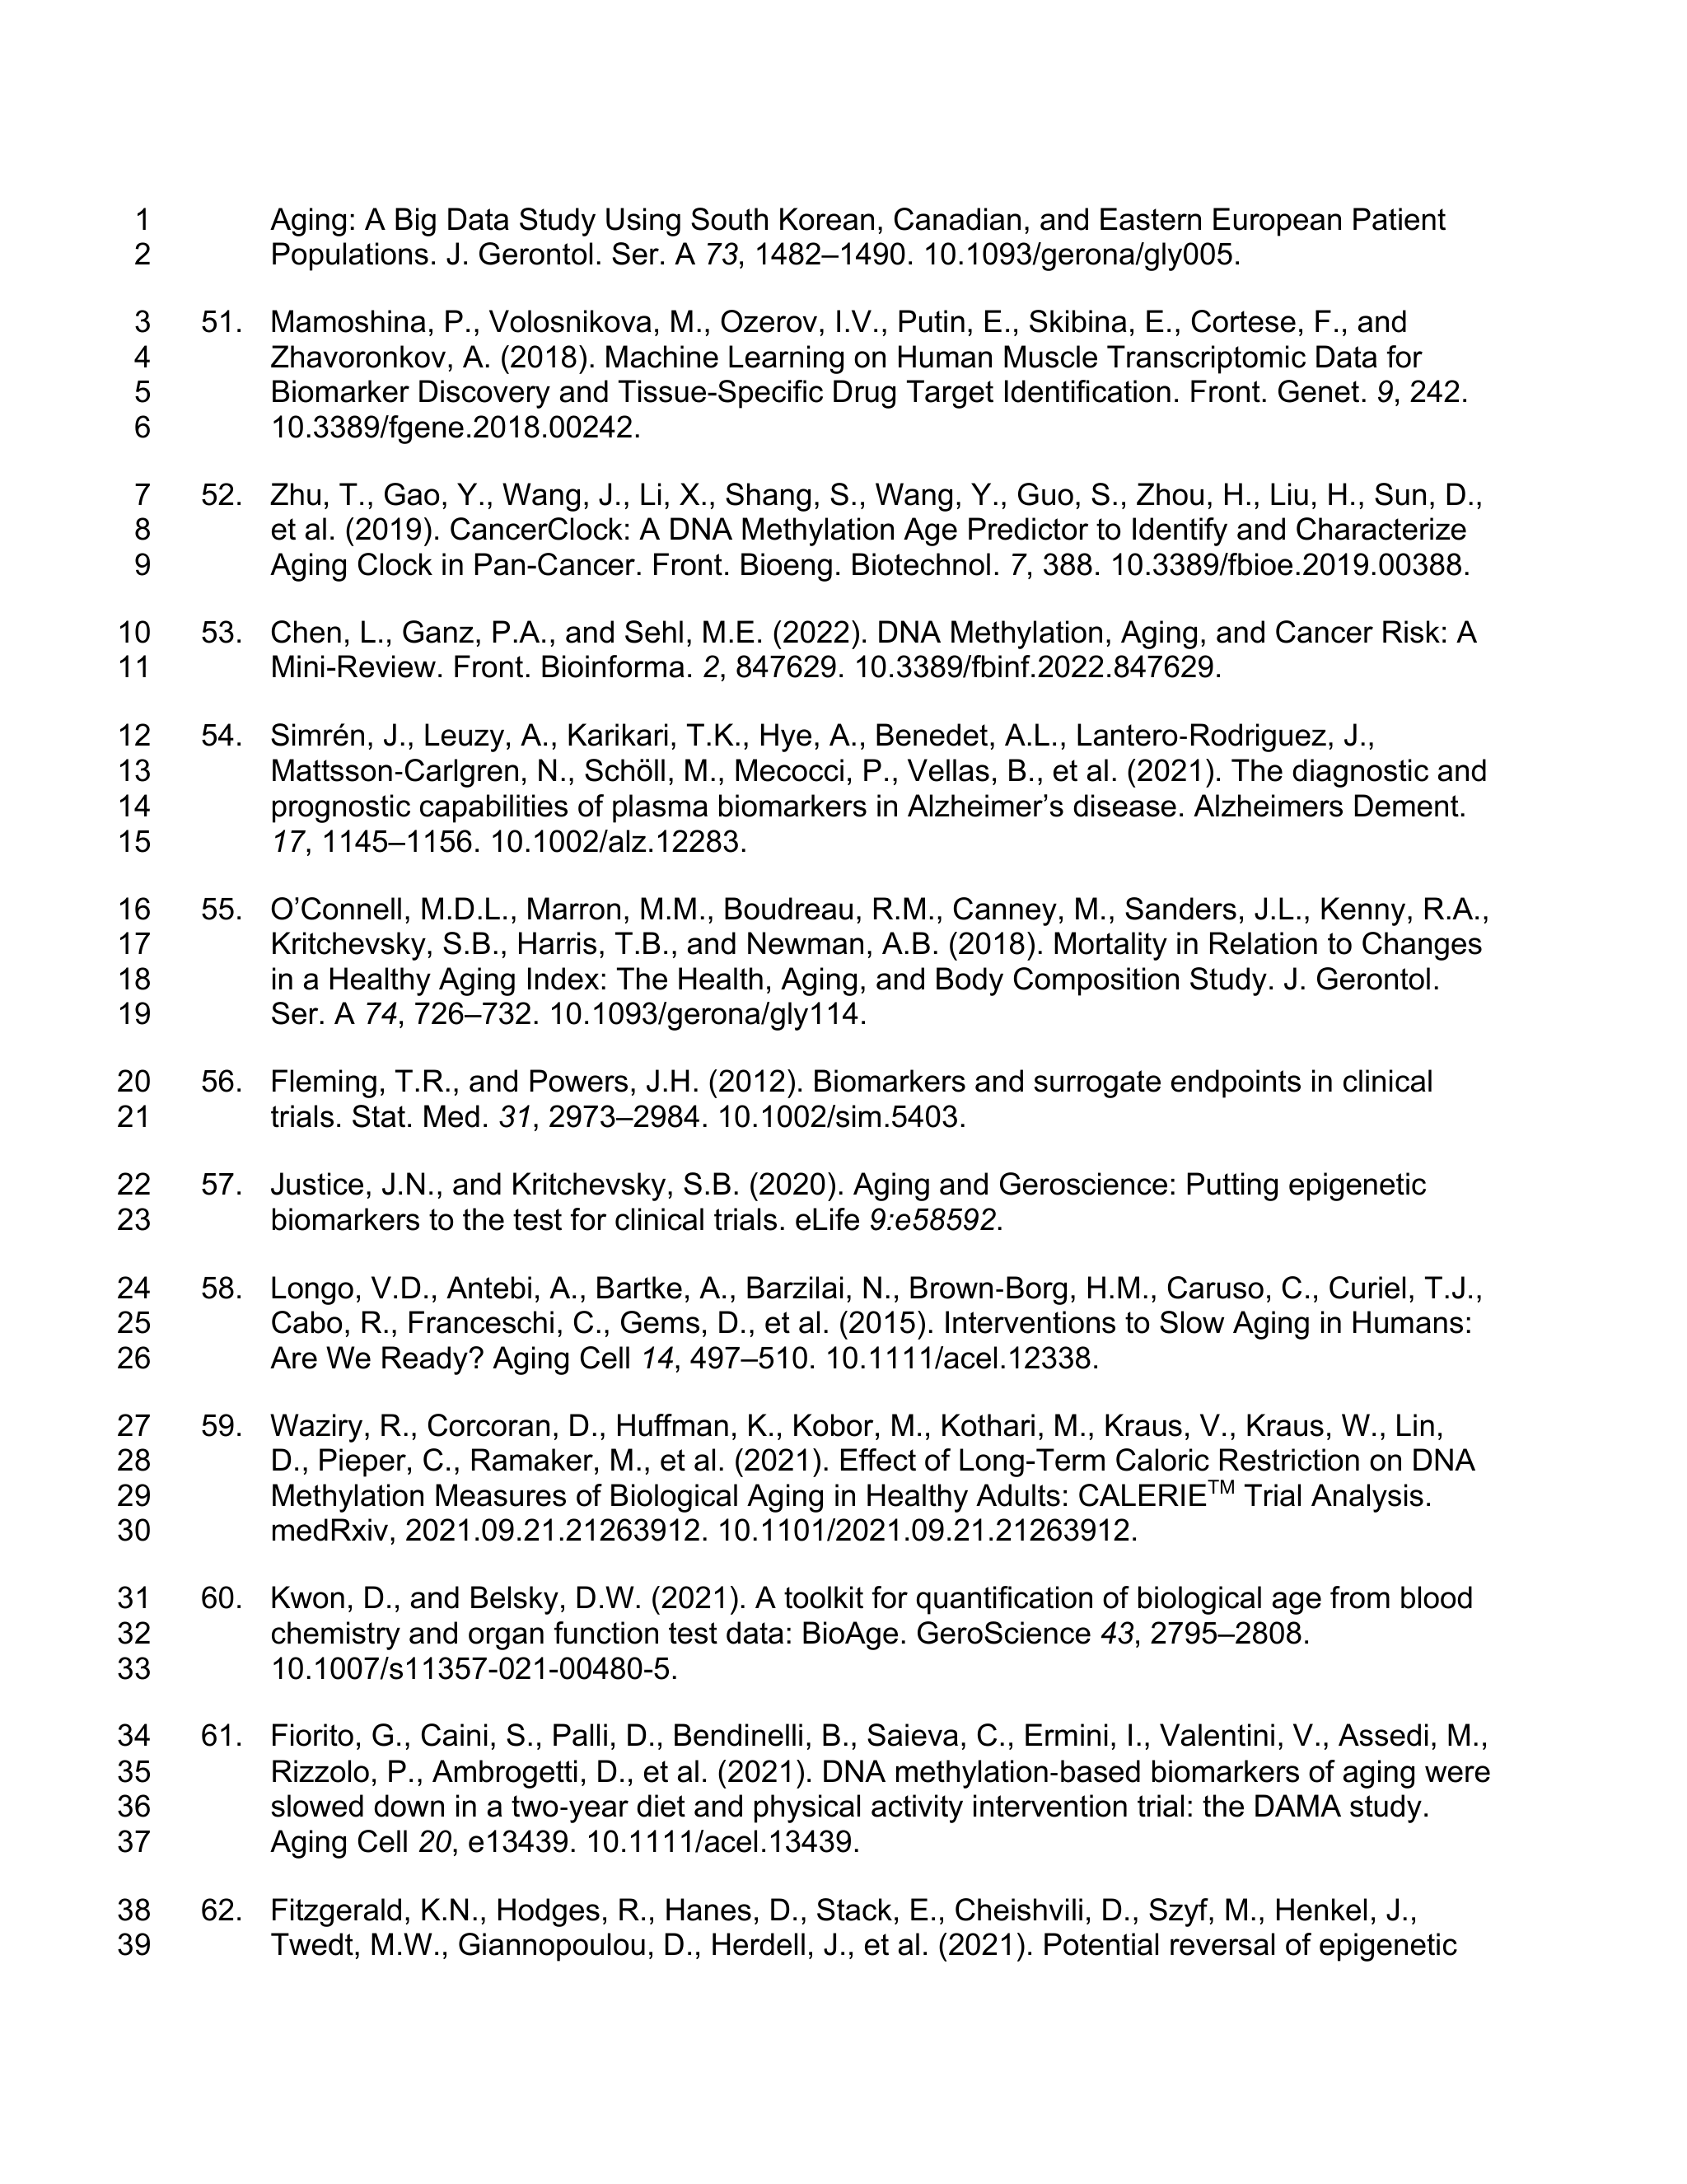 1 Aging: A Big Data Study Using South Korean, Canadian, and Eastern European Patient
2 Populations. J. Gerontol. Ser. A 73, 1482–1490. 10.1093/gerona/gly005.
3 51. Mamoshina, P., Volosnikova, M., Ozerov, I.V., Putin, E., Skibina, E., Cortese, F., and
4 Zhavoronkov, A. (2018). Machine Learning on Human Muscle Transcriptomic Data for
5 Biomarker Discovery and Tissue-Specific Drug Target Identification. Front. Genet. 9, 242.
6 10.3389/fgene.2018.00242.
7 52. Zhu, T., Gao, Y., Wang, J., Li, X., Shang, S., Wang, Y., Guo, S., Zhou, H., Liu, H., Sun, D.,
8 et al. (2019). CancerClock: A DNA Methylation Age Predictor to Identify and Characterize
9 Aging Clock in Pan-Cancer. Front. Bioeng. Biotechnol. 7, 388. 10.3389/fbioe.2019.00388.
10 53. Chen, L., Ganz, P.A., and Sehl, M.E. (2022). DNA Methylation, Aging, and Cancer Risk: A
11 Mini-Review. Front. Bioinforma. 2, 847629. 10.3389/fbinf.2022.847629.
12 54. Simrén, J., Leuzy, A., Karikari, T.K., Hye, A., Benedet, A.L., Lantero-Rodriguez, J.,
13 Mattsson-Carlgren, N., Schöll, M., Mecocci, P., Vellas, B., et al. (2021). The diagnostic and
14 prognostic capabilities of plasma biomarkers in Alzheimer’s disease. Alzheimers Dement.
15 17, 1145–1156. 10.1002/alz.12283.
16 55. O’Connell, M.D.L., Marron, M.M., Boudreau, R.M., Canney, M., Sanders, J.L., Kenny, R.A.,
17 Kritchevsky, S.B., Harris, T.B., and Newman, A.B. (2018). Mortality in Relation to Changes
18 in a Healthy Aging Index: The Health, Aging, and Body Composition Study. J. Gerontol.
19 Ser. A 74, 726–732. 10.1093/gerona/gly114.
20 56. Fleming, T.R., and Powers, J.H. (2012). Biomarkers and surrogate endpoints in clinical
21 trials. Stat. Med. 31, 2973–2984. 10.1002/sim.5403.
22 57. Justice, J.N., and Kritchevsky, S.B. (2020). Aging and Geroscience: Putting epigenetic
23 biomarkers to the test for clinical trials. eLife 9:e58592.
24 58. Longo, V.D., Antebi, A., Bartke, A., Barzilai, N., Brown-Borg, H.M., Caruso, C., Curiel, T.J.,
25 Cabo, R., Franceschi, C., Gems, D., et al. (2015). Interventions to Slow Aging in Humans:
26 Are We Ready? Aging Cell 14, 497–510. 10.1111/acel.12338.
27 59. Waziry, R., Corcoran, D., Huffman, K., Kobor, M., Kothari, M., Kraus, V., Kraus, W., Lin,
28 D., Pieper, C., Ramaker, M., et al. (2021). Effect of Long-Term Caloric Restriction on DNA
29 Methylation Measures of Biological Aging in Healthy Adults: CALERIE™ Trial Analysis.
30 medRxiv, 2021.09.21.21263912. 10.1101/2021.09.21.21263912.
31 60. Kwon, D., and Belsky, D.W. (2021). A toolkit for quantification of biological age from blood
32 chemistry and organ function test data: BioAge. GeroScience 43, 2795–2808.
33 10.1007/s11357-021-00480-5.
34 61. Fiorito, G., Caini, S., Palli, D., Bendinelli, B., Saieva, C., Ermini, I., Valentini, V., Assedi, M.,
35 Rizzolo, P., Ambrogetti, D., et al. (2021). DNA methylation-based biomarkers of aging were
36 slowed down in a two-year diet and physical activity intervention trial: the DAMA study.
37 Aging Cell 20, e13439. 10.1111/acel.13439.
38 62. Fitzgerald, K.N., Hodges, R., Hanes, D., Stack, E., Cheishvili, D., Szyf, M., Henkel, J.,
39 Twedt, M.W., Giannopoulou, D., Herdell, J., et al. (2021). Potential reversal of epigenetic